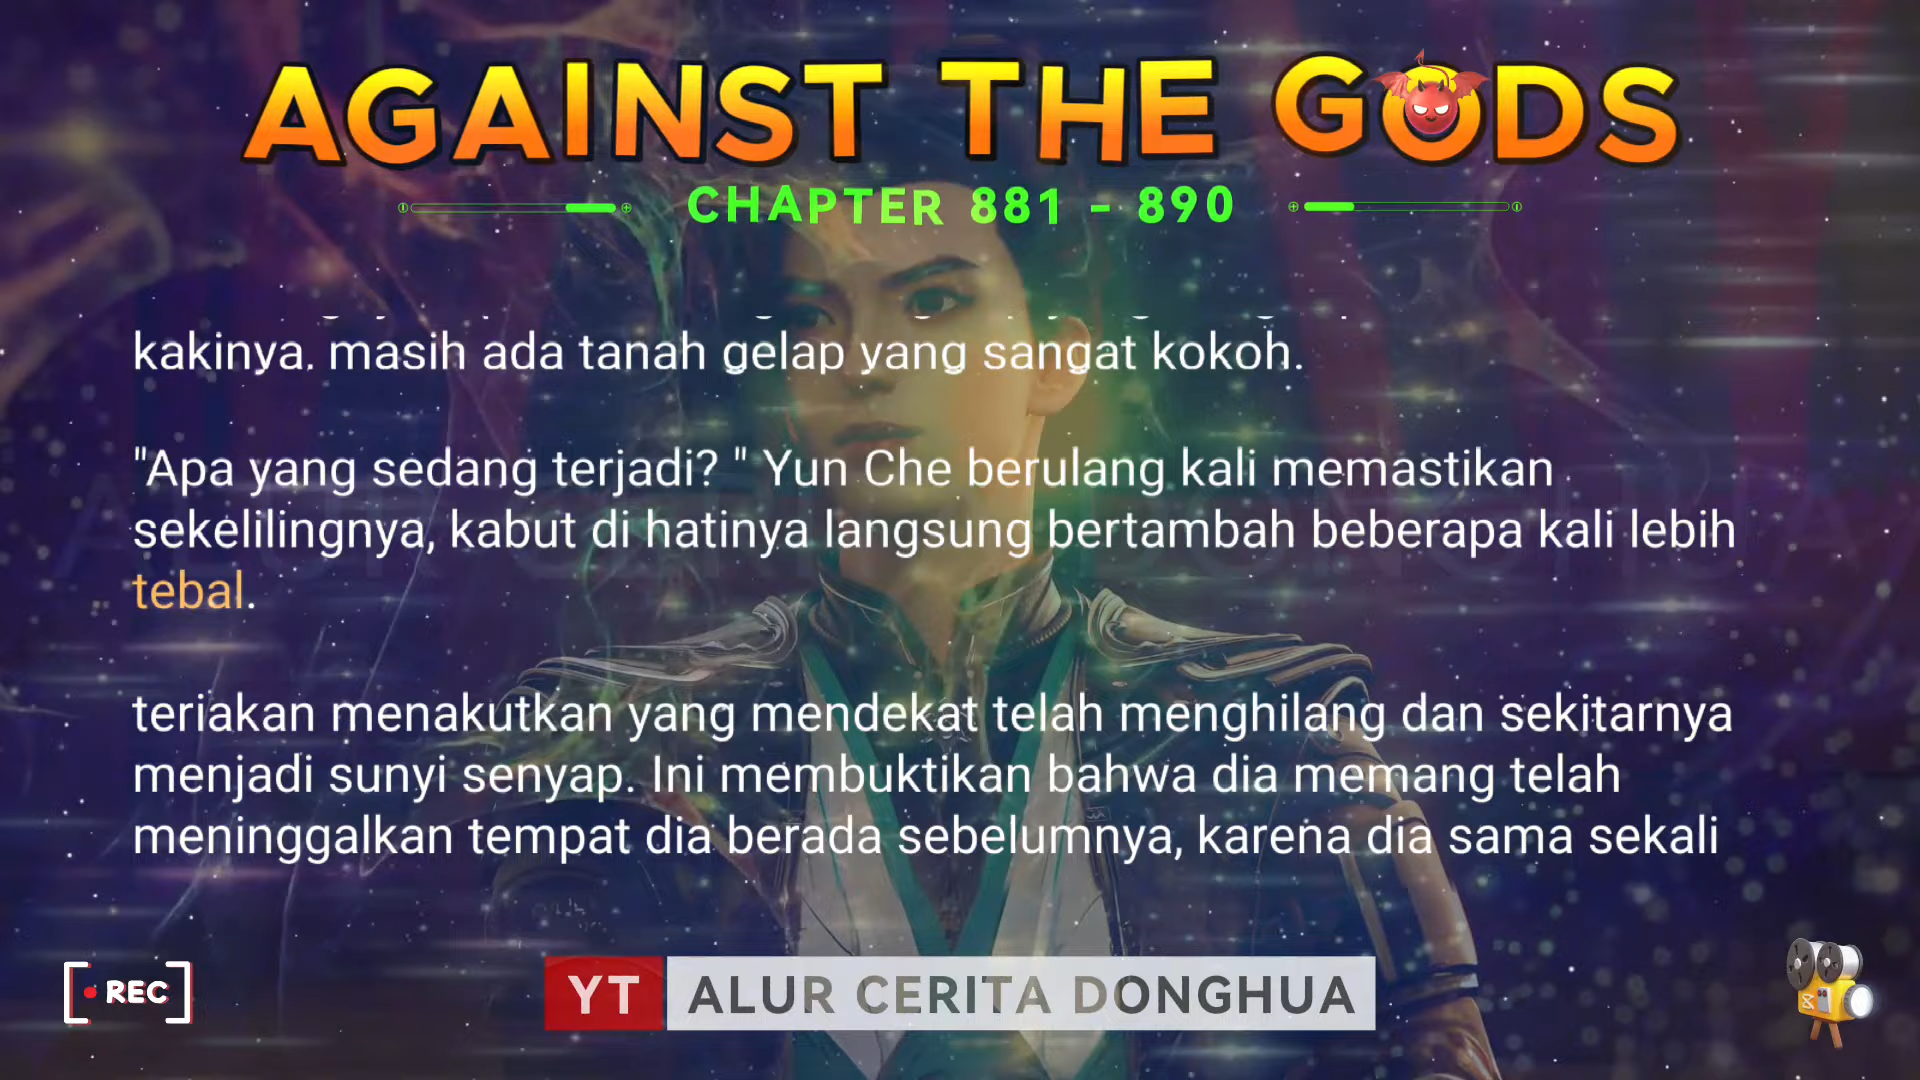 AGAINST THE GODS
CHAPTER 881 - 890
kakinya. masih ada tanah gelap yang sangat kokoh.
"Apa yang sedang terjadi? " Yun Che berulang kali memastikan
sekelilingnya, kabut di hatinya langsung bertambah beberapa kali lebih
tebal.
teriakan menakutkan yang mendekat telah menghilang dan sekitarnya
menjadi sunyi senyap. Ini membuktikan bahwa dia memang telah
meninggalkan tempat dia berada sebelumnya, karena dia sama sekali
REC
YT ALUR CERITA DONGHUA